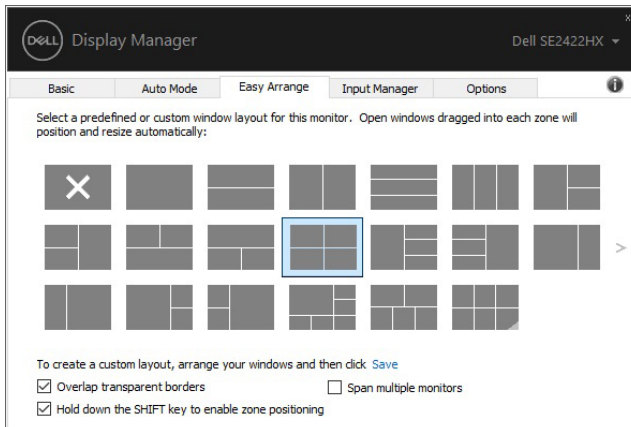 DELL Display Manager
Dell SE2422HX
Basic
Auto Mode
Easy Arrange
Input Manager
Options
Select a predefined or custom window layout for this monitor. Open windows dragged into each zone will
position and resize automatically:
To create a custom layout, arrange your windows and then click Save
Overlap transparent borders
Span multiple monitors
Hold down the SHIFT key to enable zone positioning